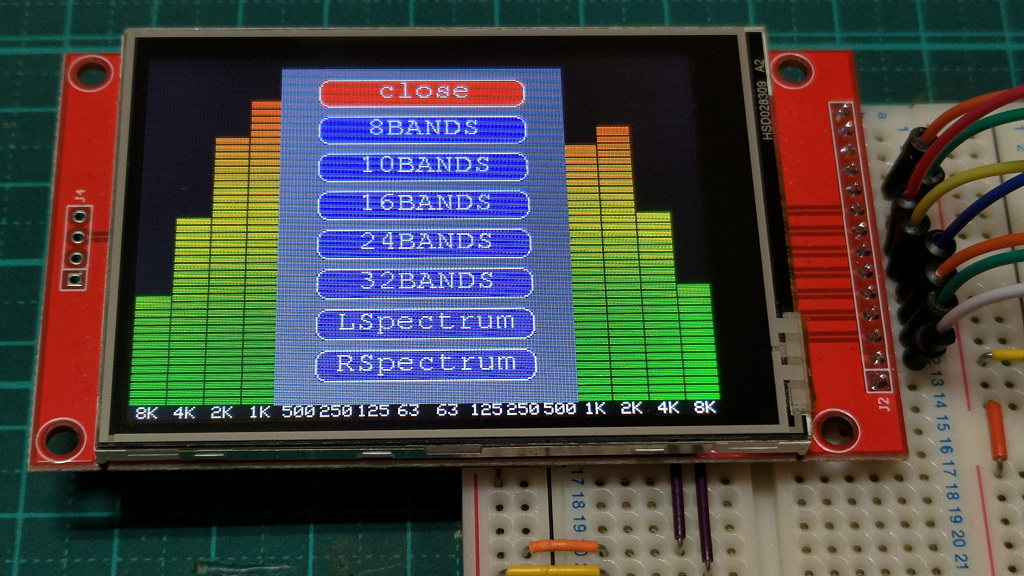 close
8BANDS
10BANDS
16BANDS
24BANDS
32BANDS
LSpectrum
RSpectrum
8K 4K 2K 1K 500 250 125 63 63 125 250 500 1K 2K 4K 8K
J4
HSD028309 A2
J2
a
1
13
14
15
16
17
18
19
20
21
17
18
19
20